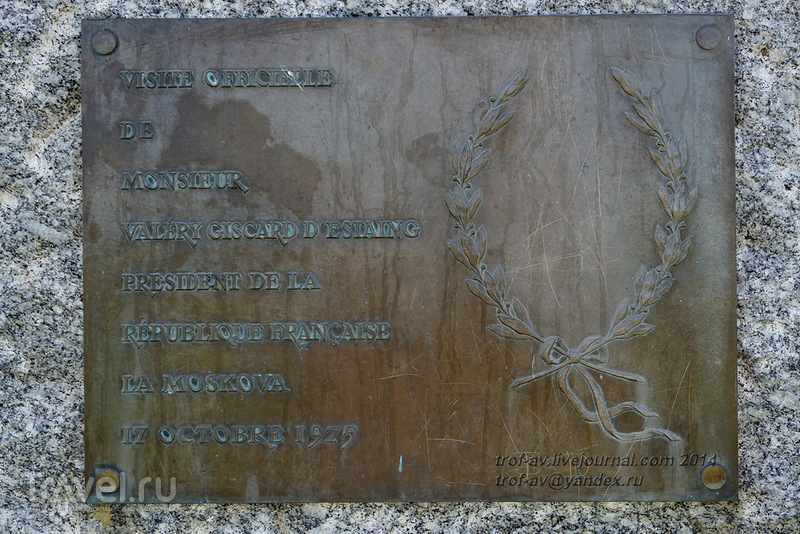 VISITE OFFICIELLE
DE
MONSIEUR
VALÉRY GISCARD D'ESTAING
PRÉSIDENT DE LA
RÉPUBLIQUE FRANÇAISE
LA MOSKOVA
17 OCTOBRE 1975
trof-av.livejournal.com 2014
trof-av@yandex.ru
travel.ru